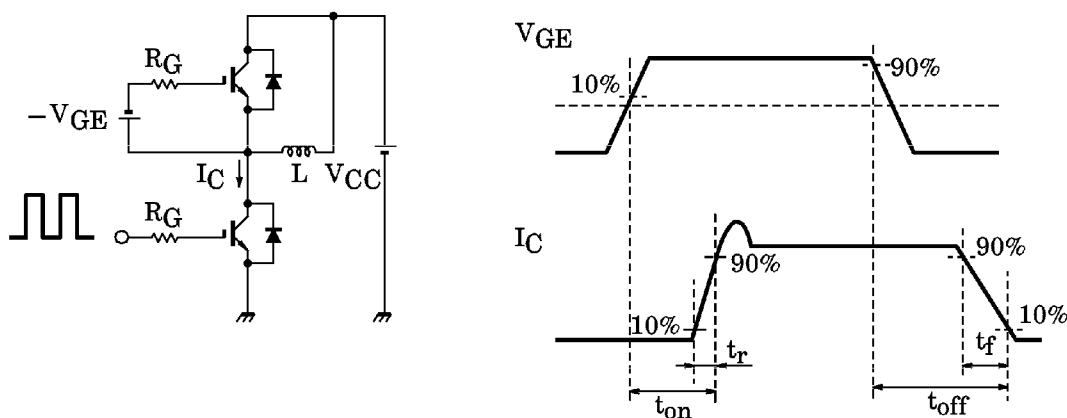 R_G
−V_GE
I_C
L
V_CC
R_G
V_GE
10%
90%
I_C
90%
90%
10%
10%
t_r
t_f
t_on
t_off